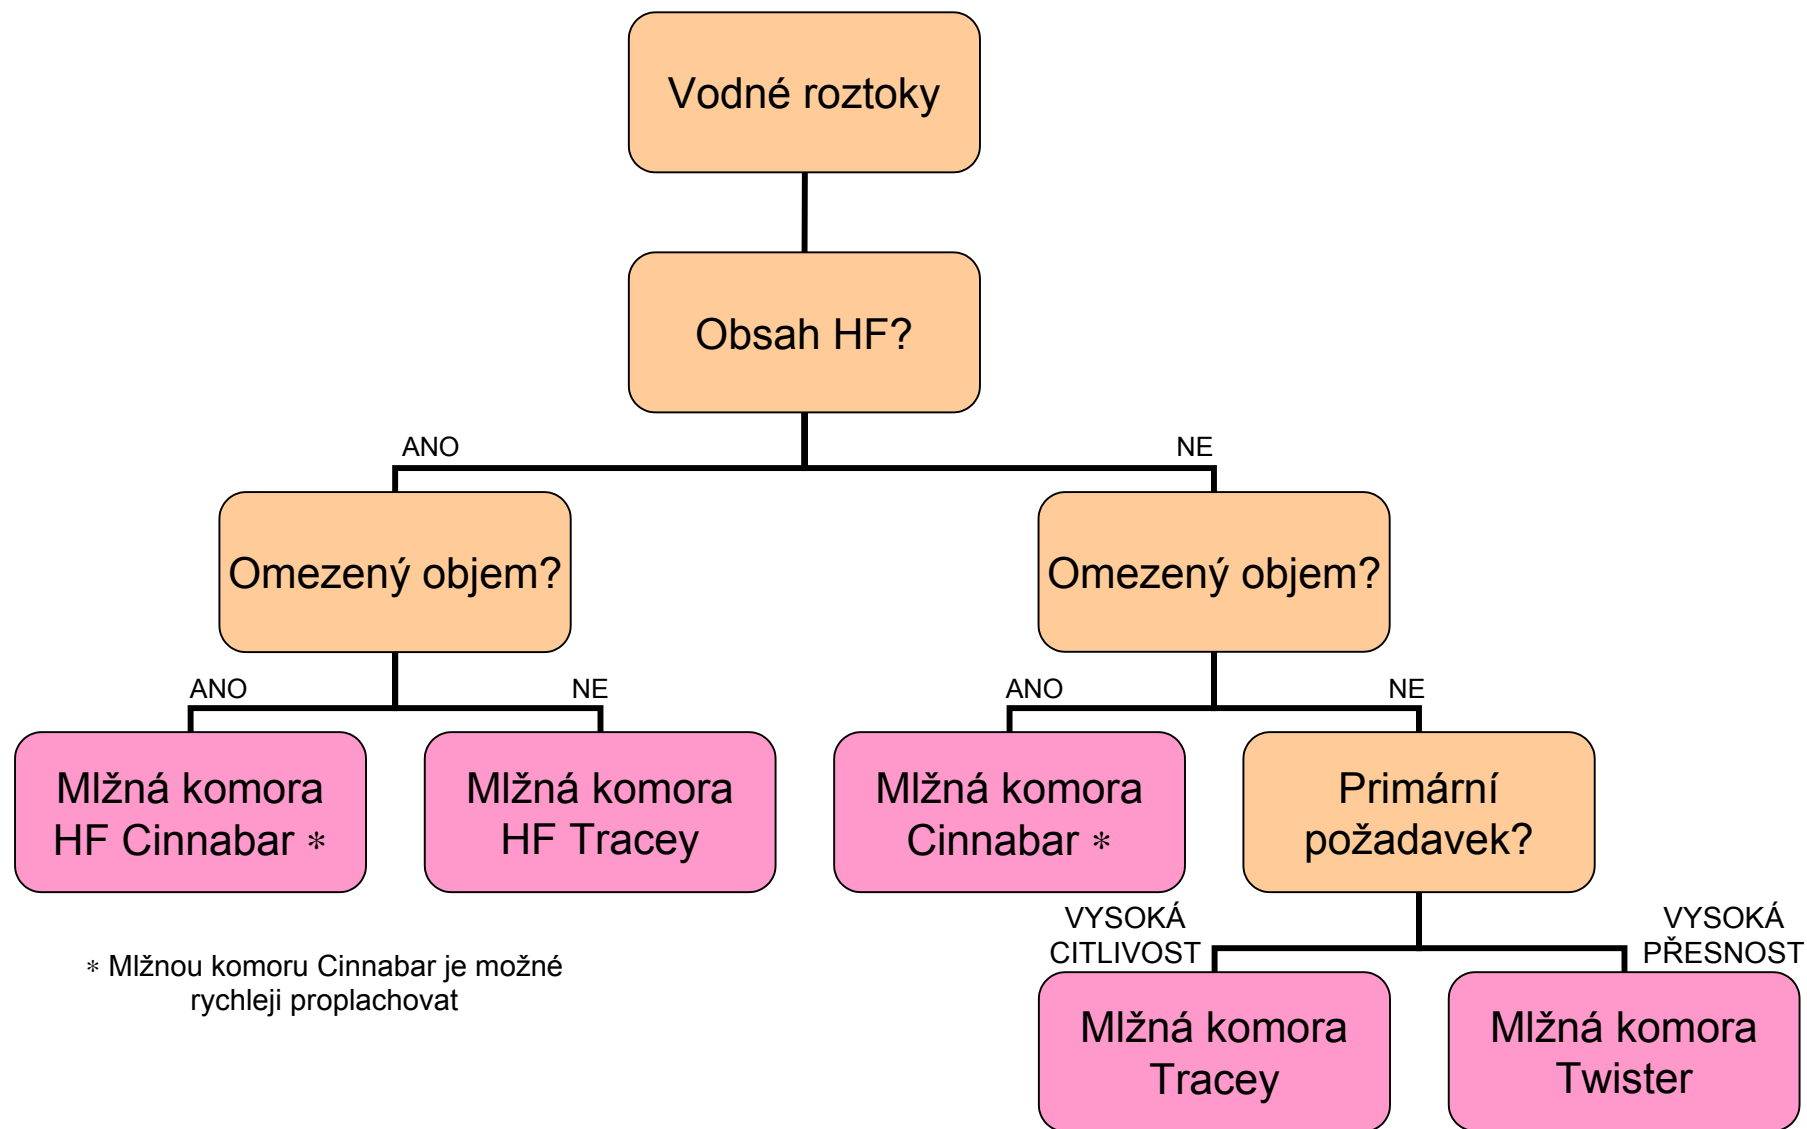 Vodné roztoky
Obsah HF?
ANO
NE
Omezený objem?
Omezený objem?
ANO
NE
ANO
NE
Mlžná komora
HF Cinnabar *
Mlžná komora
HF Tracey
Mlžná komora
Cinnabar *
Primární
požadavek?
VYSOKÁ
CITLIVOST
VYSOKÁ
PŘESNOST
* Mlžnou komoru Cinnabar je možné
rychleji proplachovat
Mlžná komora
Tracey
Mlžná komora
Twister